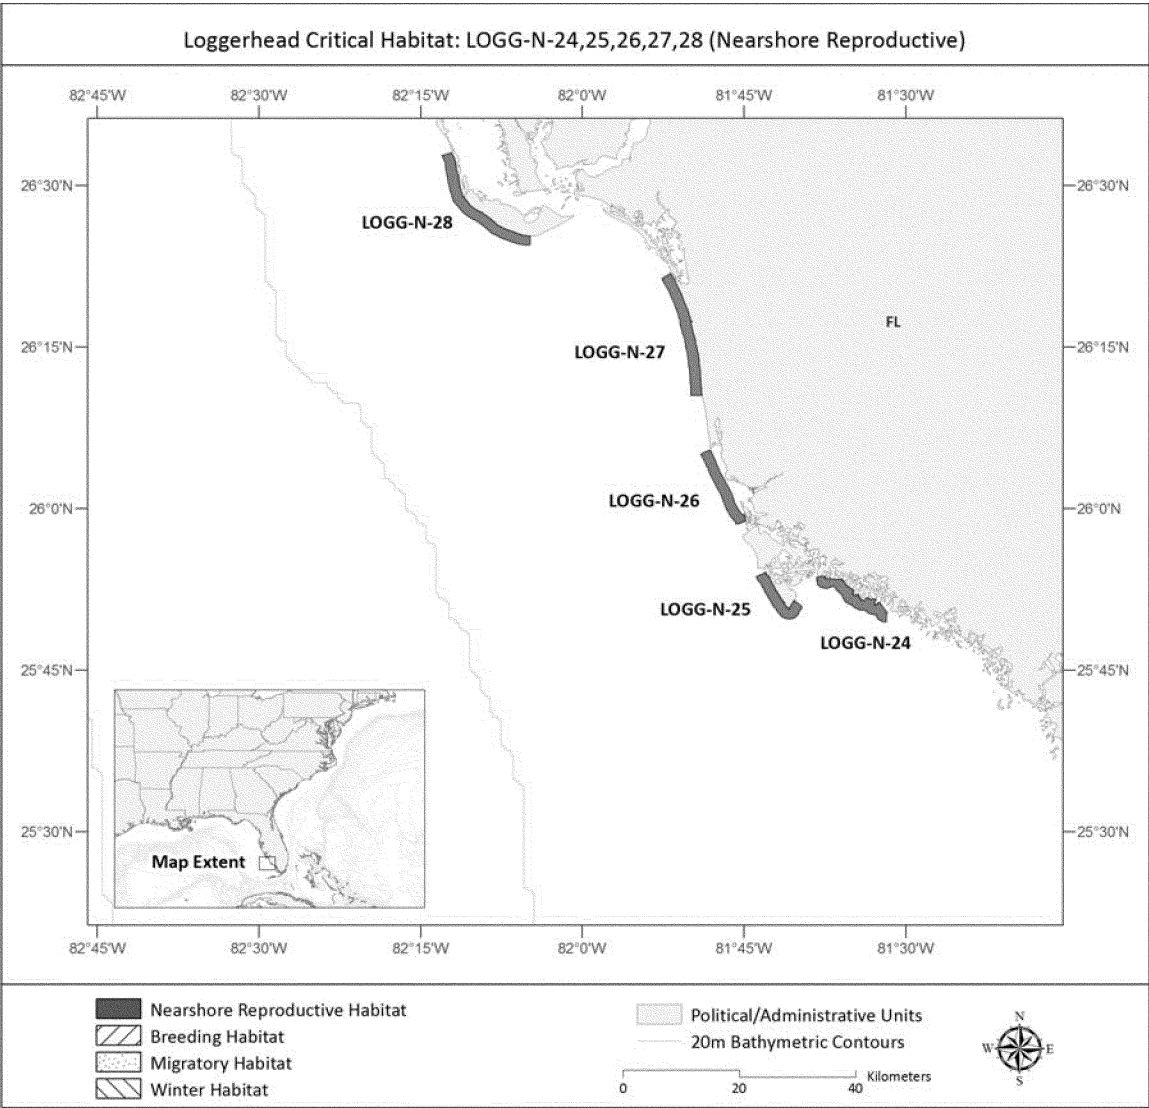 Loggerhead Critical Habitat: LOGG-N-24,25,26,27,28 (Nearshore Reproductive)
82°45'W 82°30'W 82°15'W 82°0'W 81°45'W 81°30'W
26°30'N 26°30'N
LOGG-N-28
FL
26°15'N LOGG-N-27 26°15'N
LOGG-N-26
26°0'N 26°0'N
LOGG-N-25
LOGG-N-24
25°45'N 25°45'N
25°30'N 25°30'N
Map Extent
82°45'W 82°30'W 82°15'W 82°0'W 81°45'W 81°30'W
Nearshore Reproductive Habitat
Breeding Habitat
Migratory Habitat
Winter Habitat
Political/Administrative Units
20m Bathymetric Contours
Kilometers
0 20 40
N
W E
S